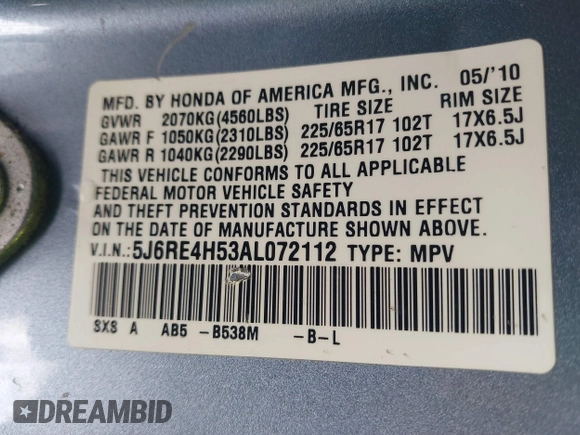 MFD. BY HONDA OF AMERICA MFG., INC. 05/'10
GVWR 2070KG(4560LBS) TIRE SIZE RIM SIZE
GAWR F 1050KG(2310LBS) 225/65R17 102T 17X6.5J
GAWR R 1040KG(2290LBS) 225/65R17 102T 17X6.5J
THIS VEHICLE CONFORMS TO ALL APPLICABLE
FEDERAL MOTOR VEHICLE SAFETY
AND THEFT PREVENTION STANDARDS IN EFFECT
ON THE DATE OF MANUFACTURE SHOWN ABOVE.
V.I.N.:5J6RE4H53AL072112 TYPE: MPV
SXS A AB5 -B538M -B-L
DREAMBID